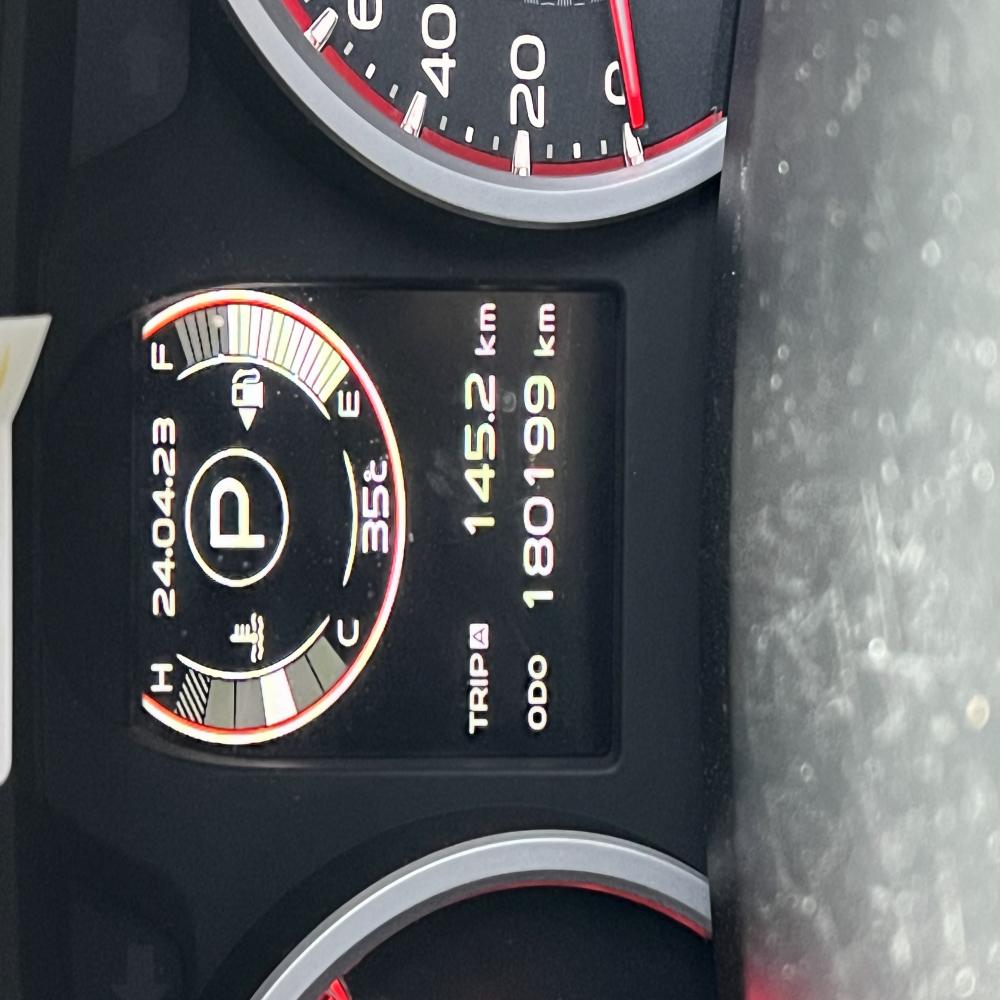 24.04.23
H
F
P
C
E
35℃
TRIP A 145.2 km
ODO 180199 km
0
20
40